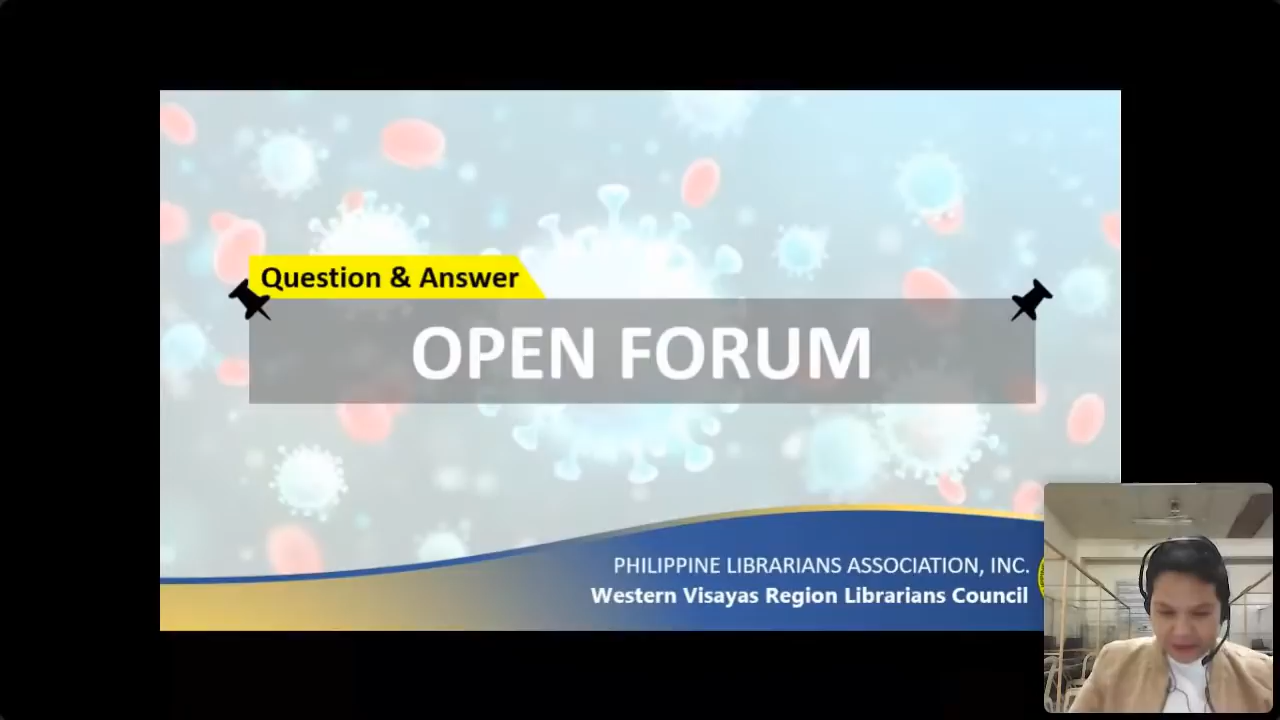 Question & Answer
OPEN FORUM
PHILIPPINE LIBRARIANS ASSOCIATION, INC.
Western Visayas Region Librarians Council